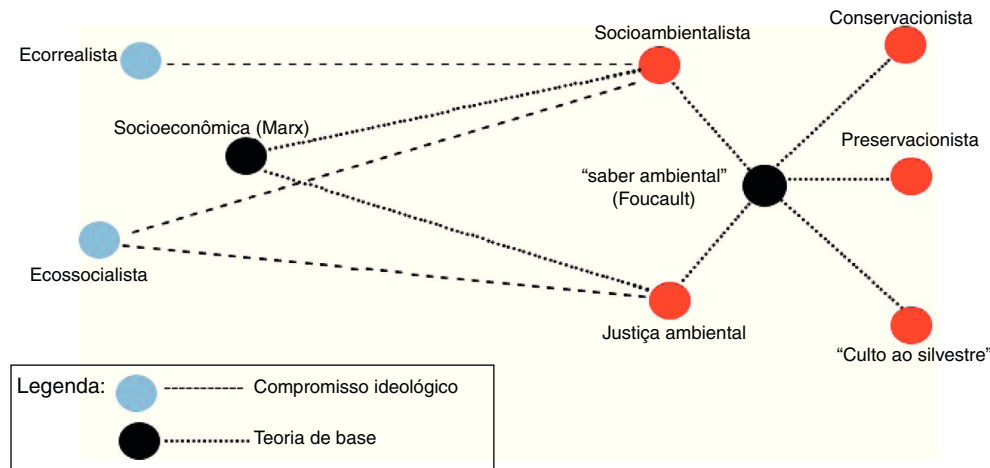 Conservacionista
Socioambientalista
Ecorrealista
Socioeconômica (Marx)
Preservacionista
“saber ambiental”
(Foucault)
Ecossocialista
Justiça ambiental
“Culto ao silvestre”
Legenda:
Compromisso ideológico
Teoria de base